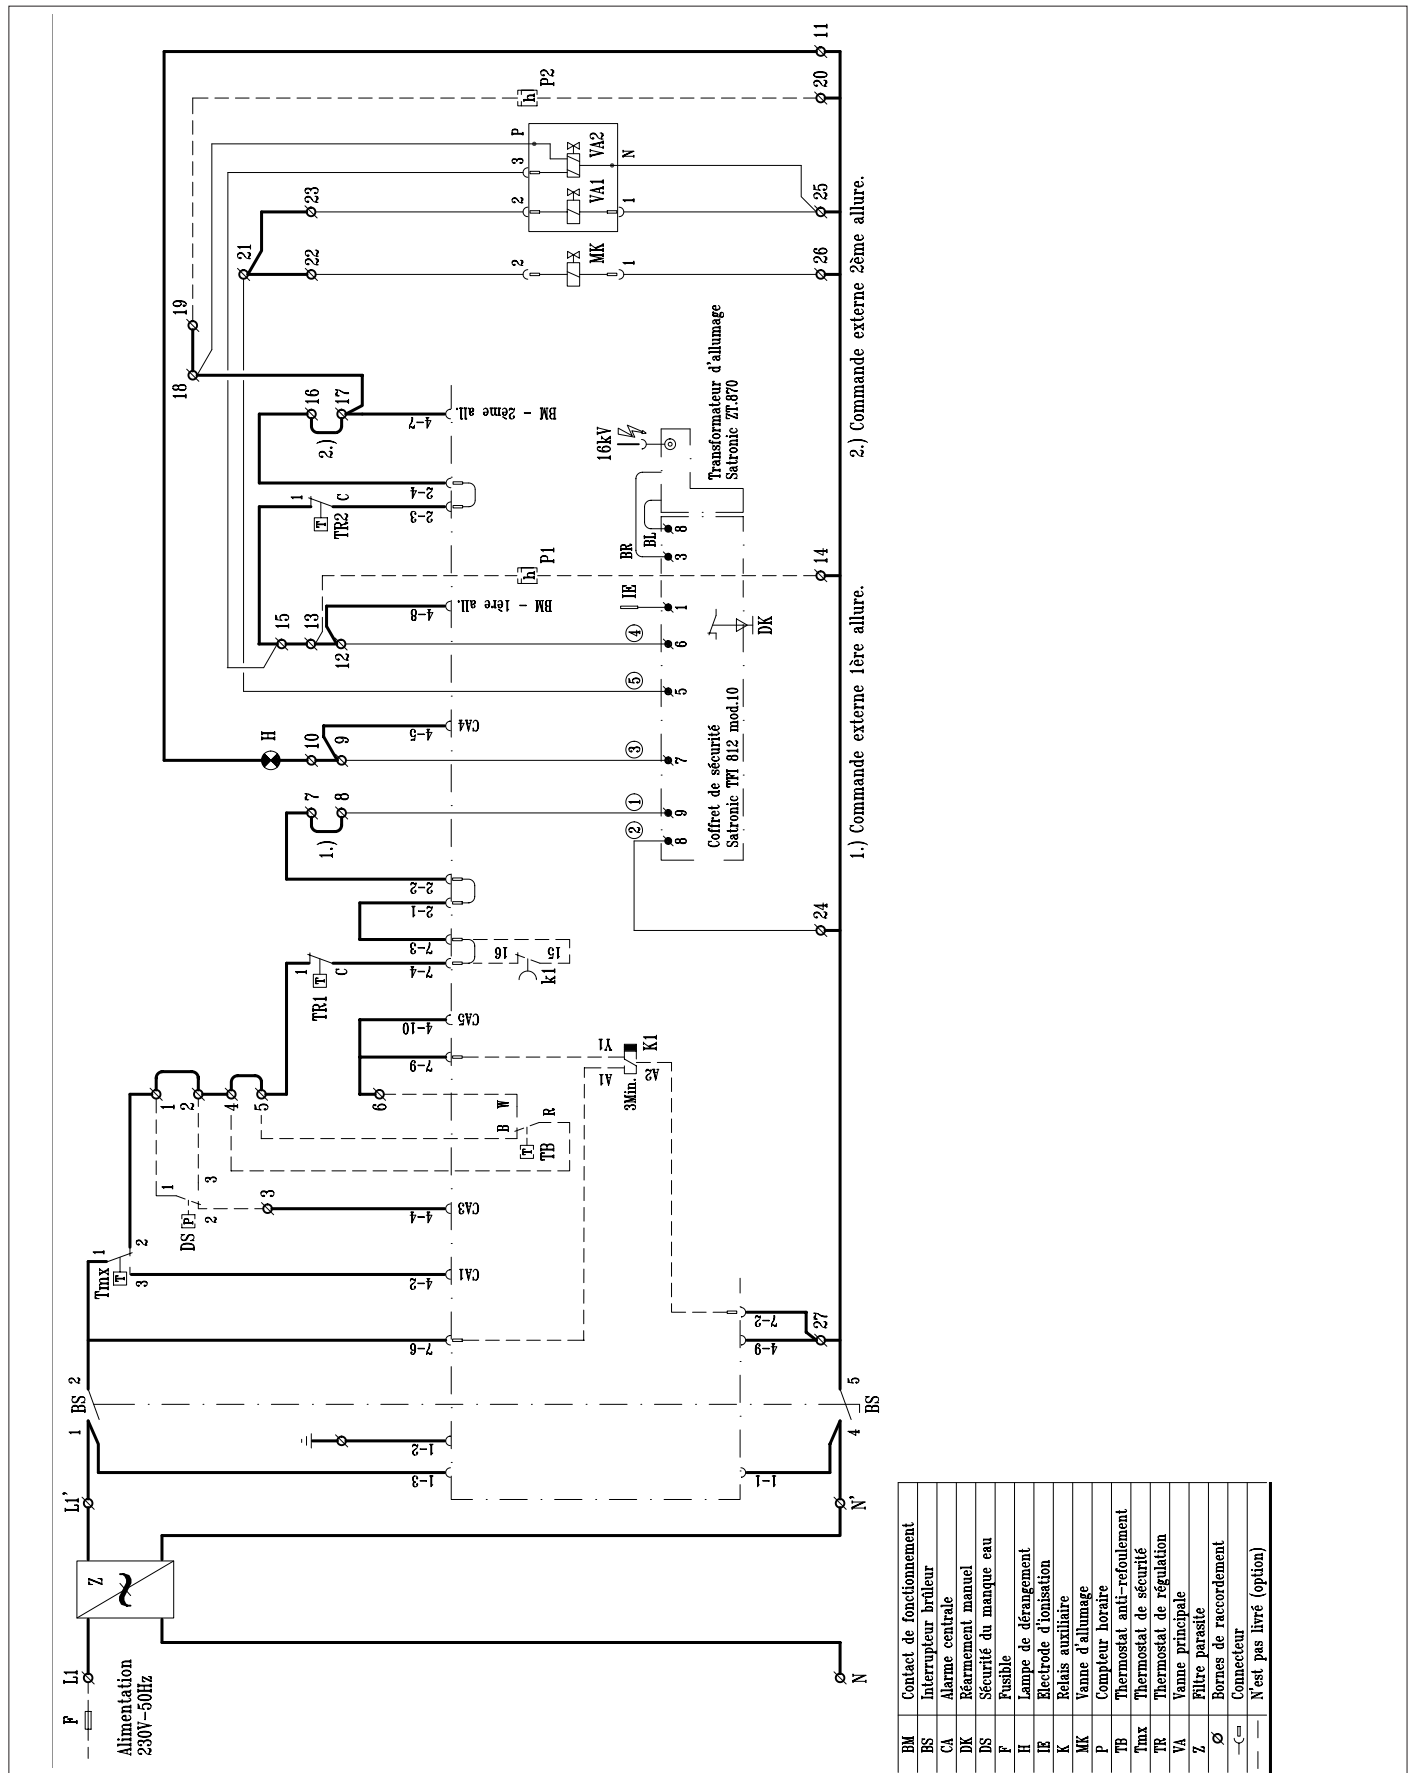 F
L1
Alimentation
230V-50Hz
Z
L1'
N
N'
1
BS
2
4
BS
5
1-3
1-2
1-1
7-6
4-9
7-2
27
Tmx
T
1
2
3
4-2
CA1
DS
P
1
2
3
3
4-4
CA3
1
2
4
5
6
TB
T
B
W
R
7-9
4-10
CA5
A1
Y1
3Min.
A2
K1
TR1
T
1
C
7-4
7-3
16
15
k1
2-1
2-2
24
1.)
7
8
H
10
9
4-5
CA4
15
13
12
4-8
BM - 1ère all.
P1
h
14
TR2
T
1
C
2-3
2-4
2.)
16
17
4-7
BM - 2ème all.
18
19
21
22
23
2
MK
1
26
2
VA1
1
3
VA2
P
N
25
P2
h
20
11
2
1
3
5
4
8
9
7
5
6
1
3
8
IE
BR
BL
DK
16kV
Coffret de sécurité
Satronic TFI 812 mod.10
Transformateur d'allumage
Satronic ZT.870
1.) Commande externe 1ère allure.
2.) Commande externe 2ème allure.
BM Contact de fonctionnement
BS Interrupteur brûleur
CA Alarme centrale
DK Réarmement manuel
DS Sécurité du manque eau
F Fusible
H Lampe de dérangement
IE Electrode d'ionisation
K Relais auxiliaire
MK Vanne d'allumage
P Compteur horaire
TB Thermostat anti-refoulement
Tmx Thermostat de sécurité
TR Thermostat de régulation
VA Vanne principale
Z Filtre parasite
Bornes de raccordement
Connecteur
N'est pas livré (option)